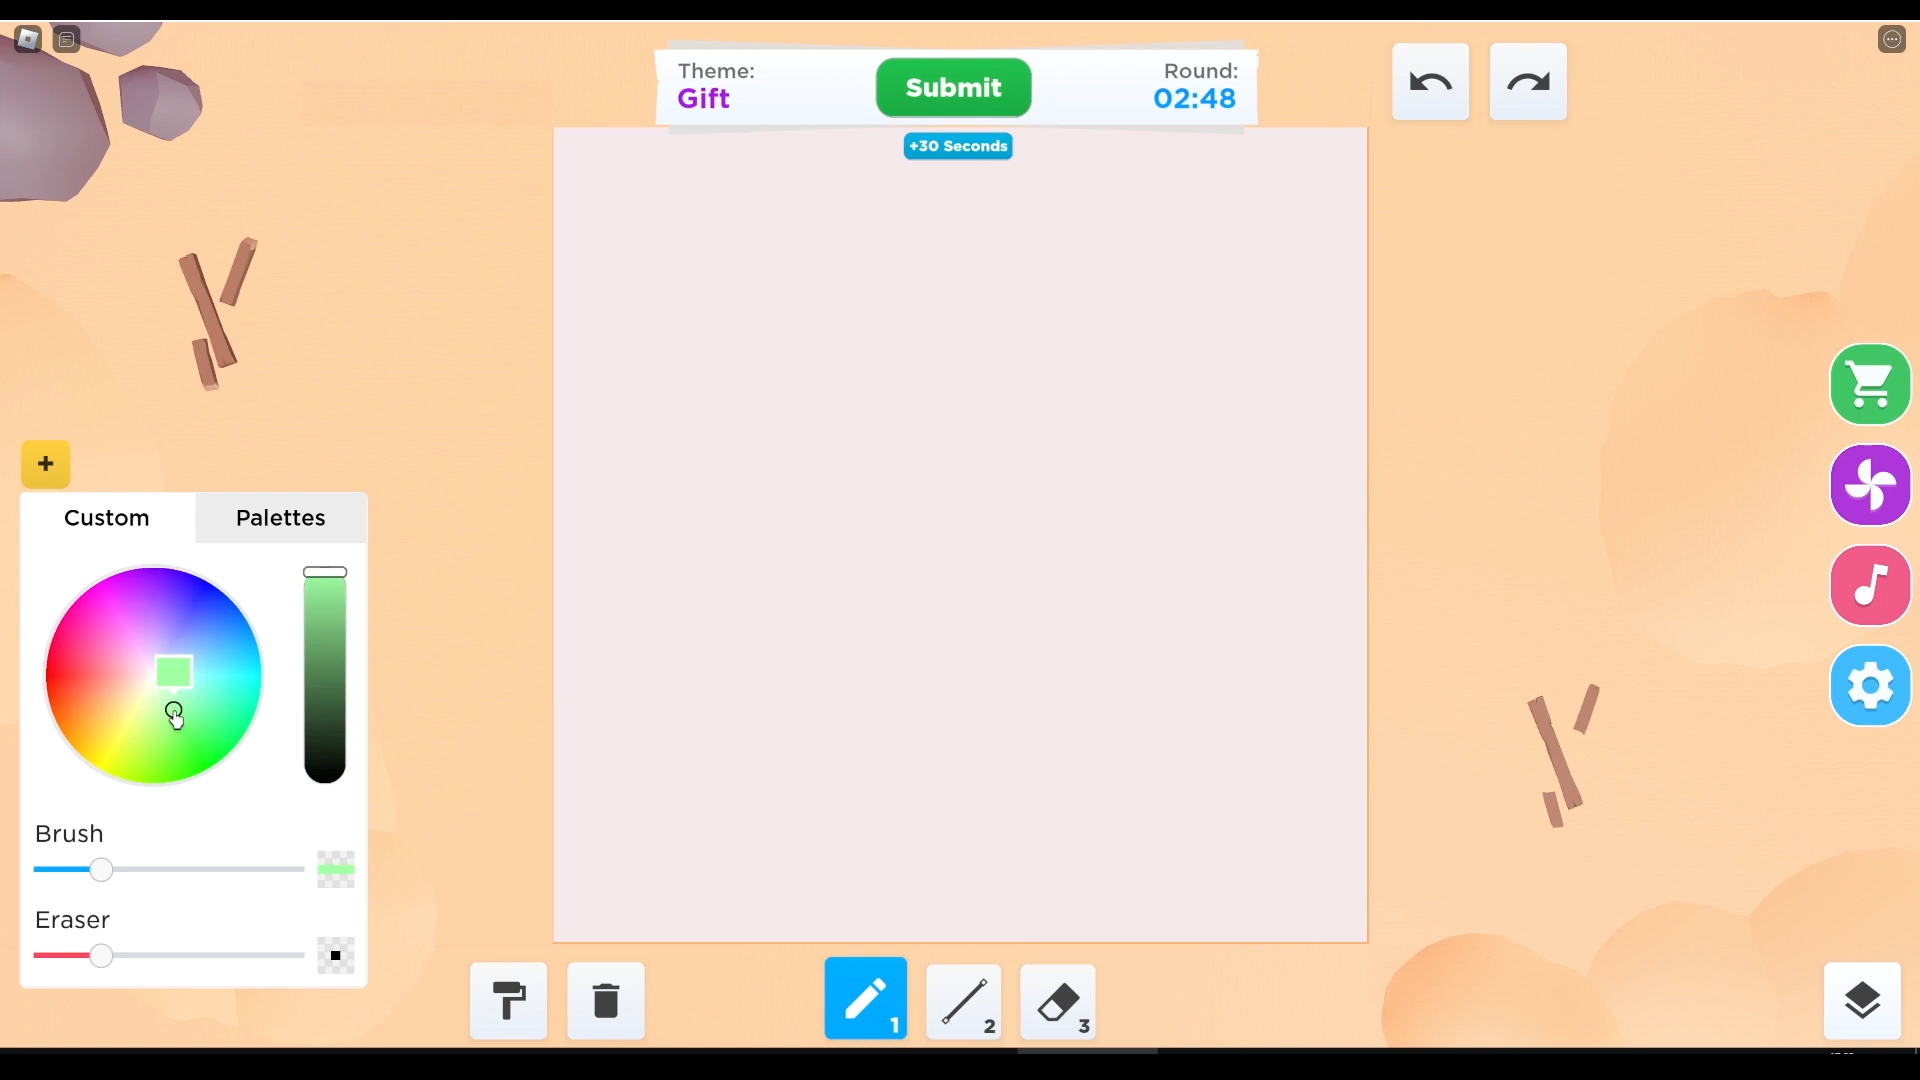 Theme:
Gift
Submit
Round:
02:48
+30 Seconds
+
Custom
Palettes
Brush
Eraser
1
2
3